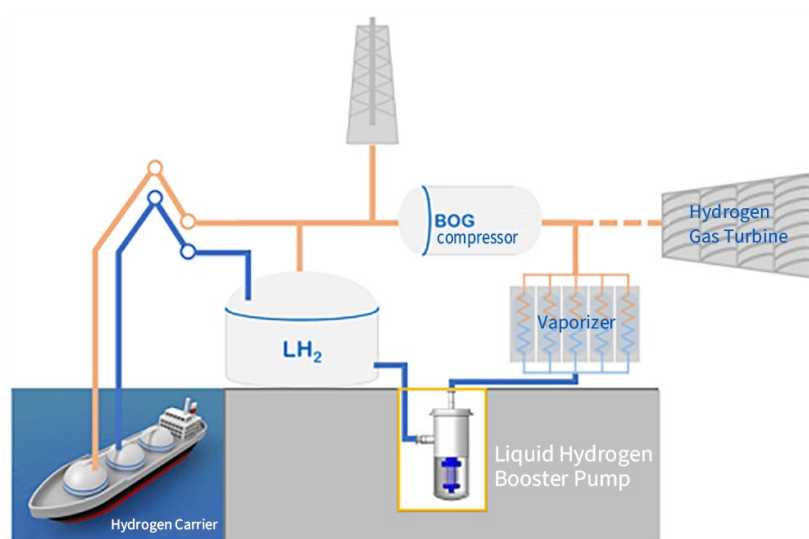 BOG
compressor
Hydrogen
Gas Turbine
Vaporizer
LH₂
Liquid Hydrogen
Booster Pump
Hydrogen Carrier